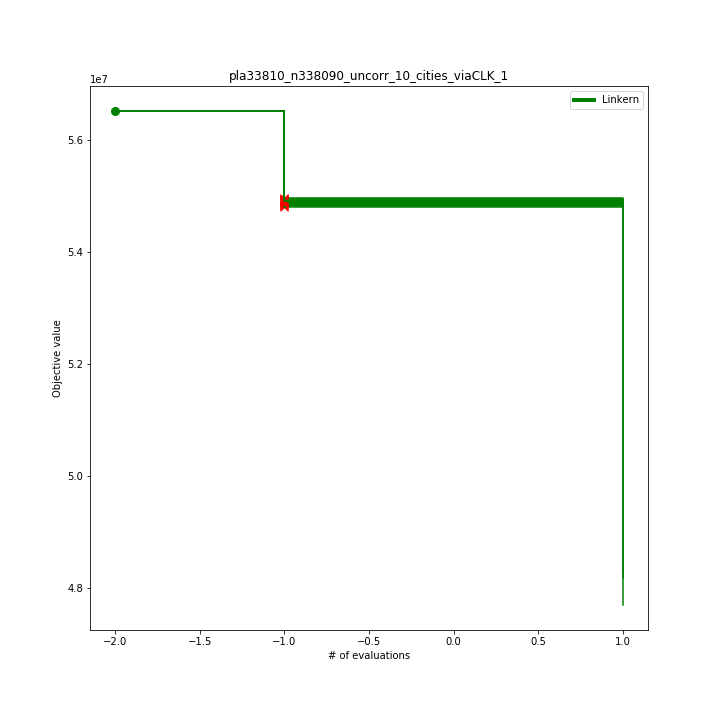 pla33810_n338090_uncorr_10_cities_viaCLK_1
1e7
Linkern
5.6
5.4
5.2
5.0
4.8
Objective value
−2.0 −1.5 −1.0 −0.5 0.0 0.5 1.0
# of evaluations